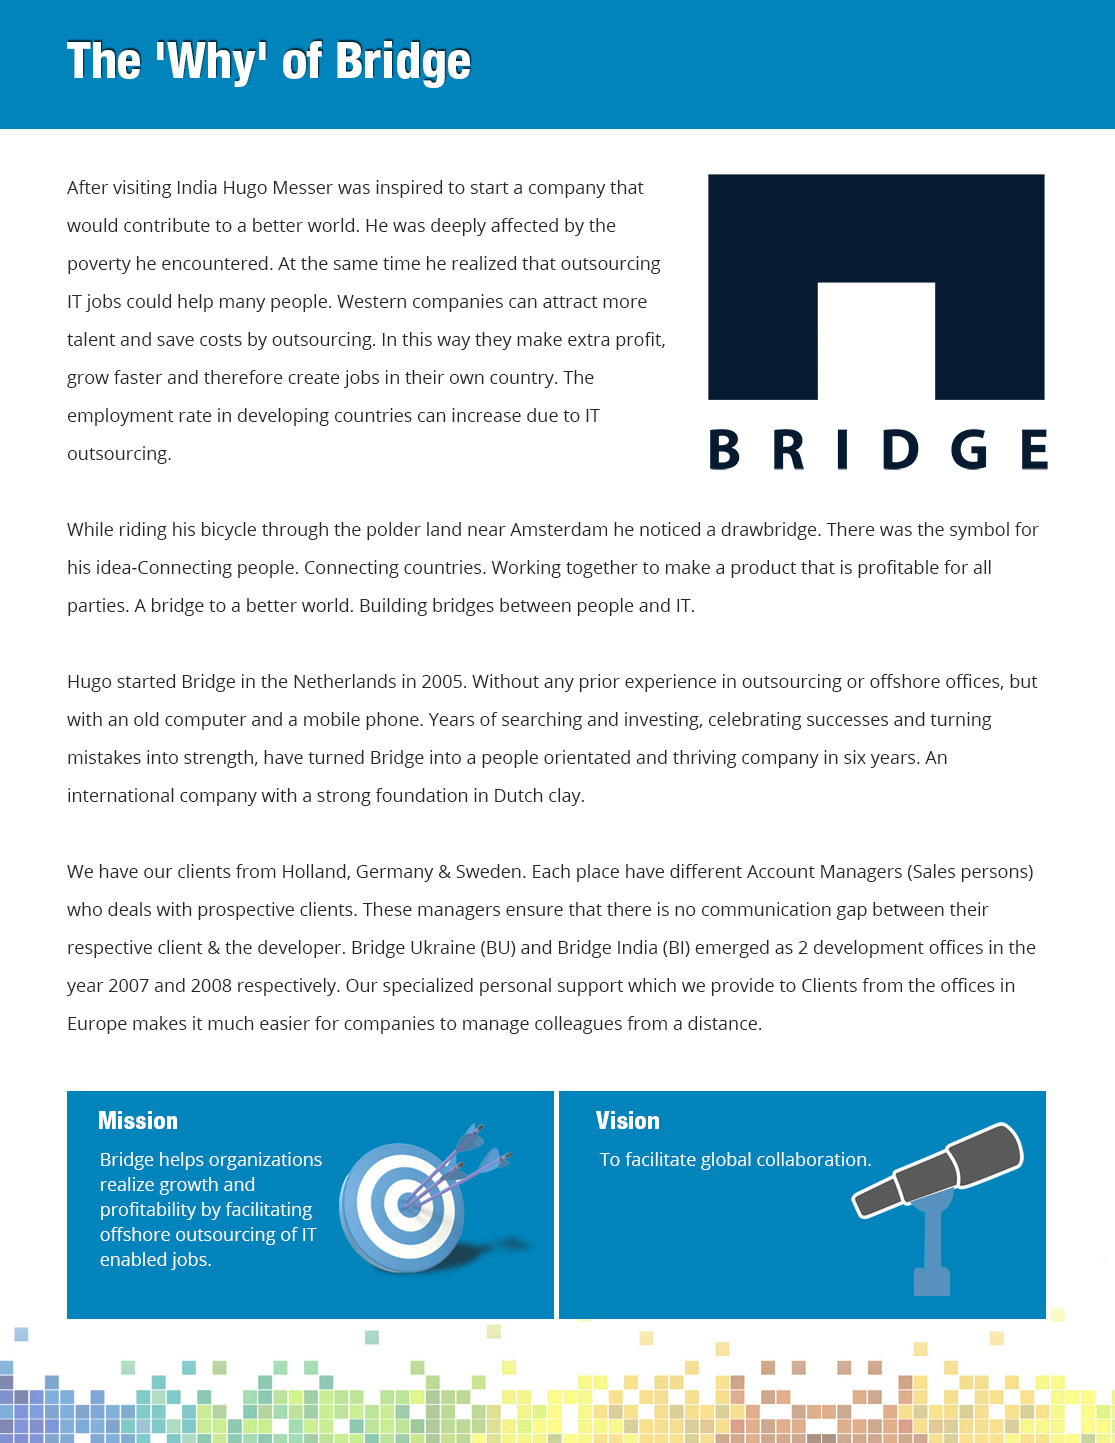 The 'Why' of Bridge
After visiting India Hugo Messer was inspired to start a company that
would contribute to a better world. He was deeply affected by the
poverty he encountered. At the same time he realized that outsourcing
IT jobs could help many people. Western companies can attract more
talent and save costs by outsourcing. In this way they make extra profit,
grow faster and therefore create jobs in their own country. The
employment rate in developing countries can increase due to IT
outsourcing.
BRIDGE
While riding his bicycle through the polder land near Amsterdam he noticed a drawbridge. There was the symbol for
his idea-Connecting people. Connecting countries. Working together to make a product that is profitable for all
parties. A bridge to a better world. Building bridges between people and IT.
Hugo started Bridge in the Netherlands in 2005. Without any prior experience in outsourcing or offshore offices, but
with an old computer and a mobile phone. Years of searching and investing, celebrating successes and turning
mistakes into strength, have turned Bridge into a people orientated and thriving company in six years. An
international company with a strong foundation in Dutch clay.
We have our clients from Holland, Germany & Sweden. Each place have different Account Managers (Sales persons)
who deals with prospective clients. These managers ensure that there is no communication gap between their
respective client & the developer. Bridge Ukraine (BU) and Bridge India (BI) emerged as 2 development offices in the
year 2007 and 2008 respectively. Our specialized personal support which we provide to Clients from the offices in
Europe makes it much easier for companies to manage colleagues from a distance.
Mission
Bridge helps organizations
realize growth and
profitability by facilitating
offshore outsourcing of IT
enabled jobs.
Vision
To facilitate global collaboration.